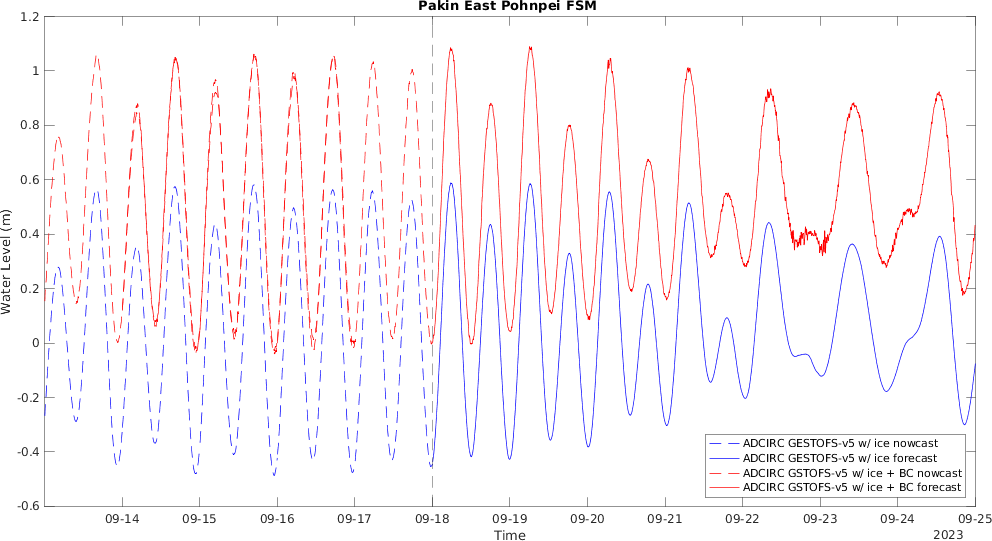 Pakin East Pohnpei FSM
1.2
1
0.8
0.6
0.4
0.2
0
-0.2
-0.4
-0.6
Water Level (m)
ADCIRC GESTOFS-v5 w/ ice nowcast
ADCIRC GESTOFS-v5 w/ ice forecast
ADCIRC GSTOFS-v5 w/ ice + BC nowcast
ADCIRC GSTOFS-v5 w/ ice + BC forecast
09-14 09-15 09-16 09-17 09-18 09-19 09-20 09-21 09-22 09-23 09-24 09-25
Time
2023